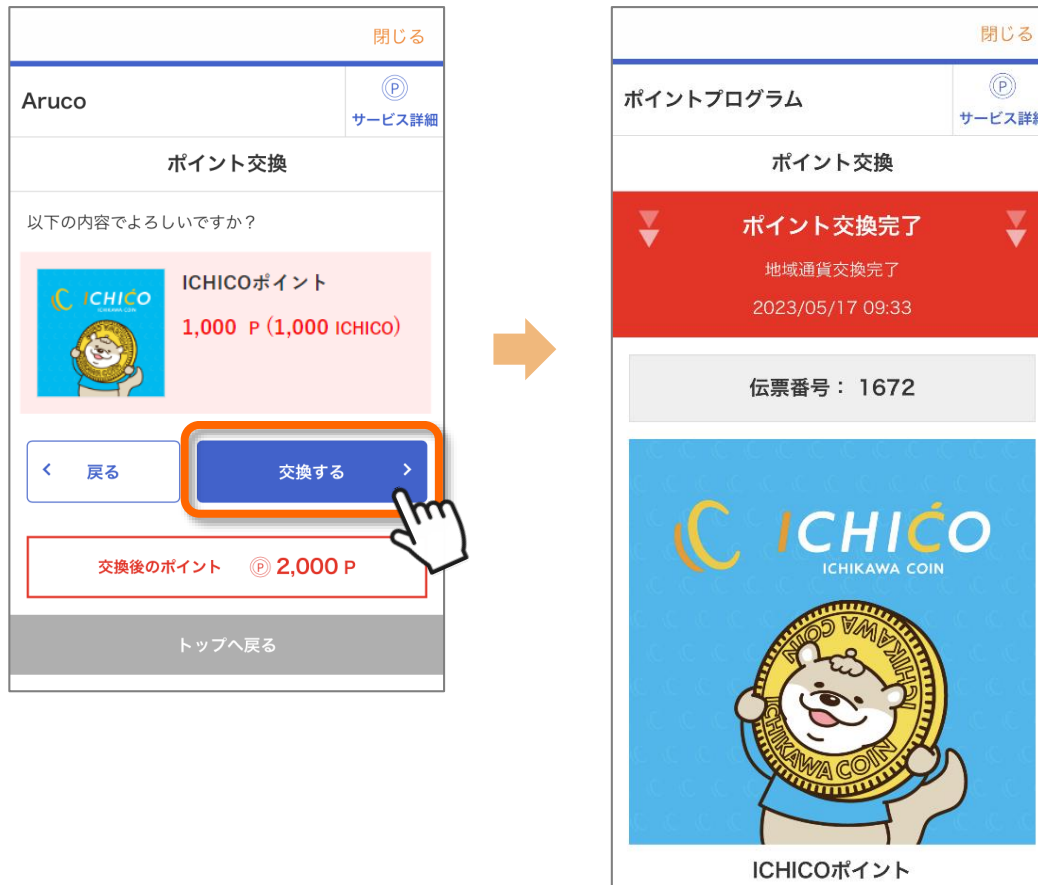 閉じる
Aruco
Ⓟ
サービス詳細
ポイント交換
以下の内容でよろしいですか？
ICHICO
ICHIKAWA COIN
ICHICOポイント
1,000 P (1,000 ICHICO)
戻る
交換する
交換後のポイント Ⓟ 2,000 P
トップへ戻る
閉じる
ポイントプログラム
Ⓟ
サービス詳細
ポイント交換
ポイント交換完了
地域通貨交換完了
2023/05/17 09:33
伝票番号： 1672
ICHIĆO
ICHIKAWA COIN
ICHIKAWA COIN
ICHIKAWA COIN
ICHICOポイント